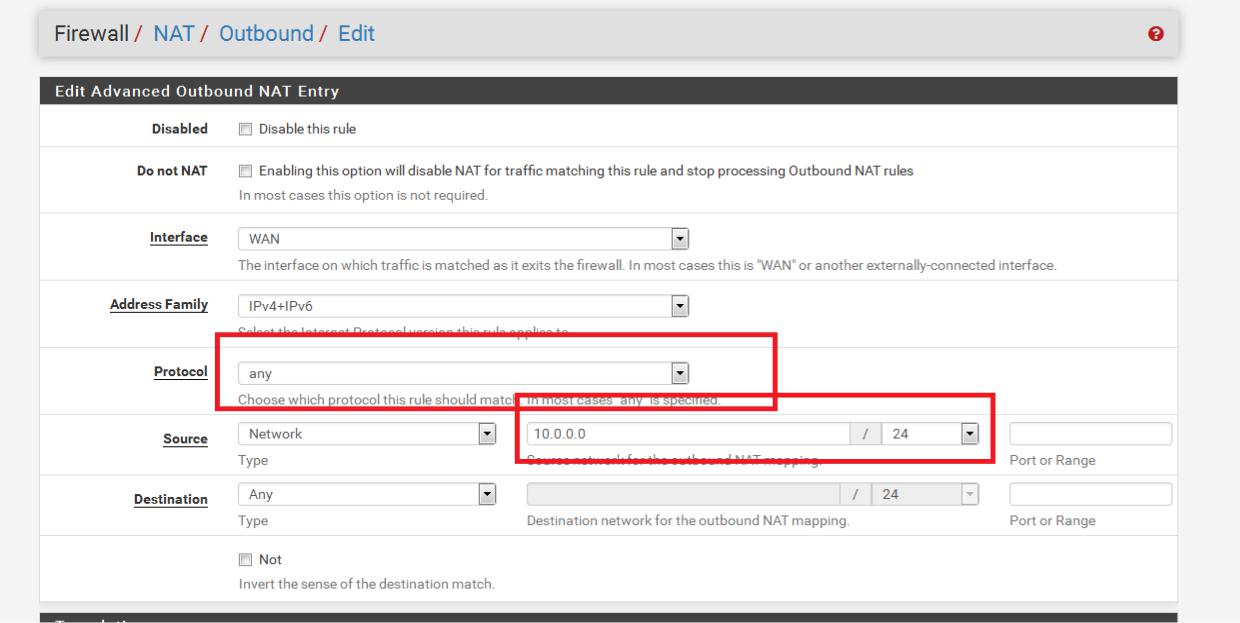 Firewall / NAT / Outbound / Edit
Edit Advanced Outbound NAT Entry
Disabled Disable this rule
Do not NAT Enabling this option will disable NAT for traffic matching this rule and stop processing Outbound NAT rules
In most cases this option is not required.
Interface WAN
The interface on which traffic is matched as it exits the firewall. In most cases this is "WAN" or another externally-connected interface.
Address Family IPv4+IPv6
Select the Internet Protocol version this rule applies to.
Protocol any
Choose which protocol this rule should match. In most cases "any" is specified.
Source Network 10.0.0.0 / 24
Type Source network for the outbound NAT mapping. Port or Range
Destination Any / 24
Type Destination network for the outbound NAT mapping. Port or Range
Not
Invert the sense of the destination match.